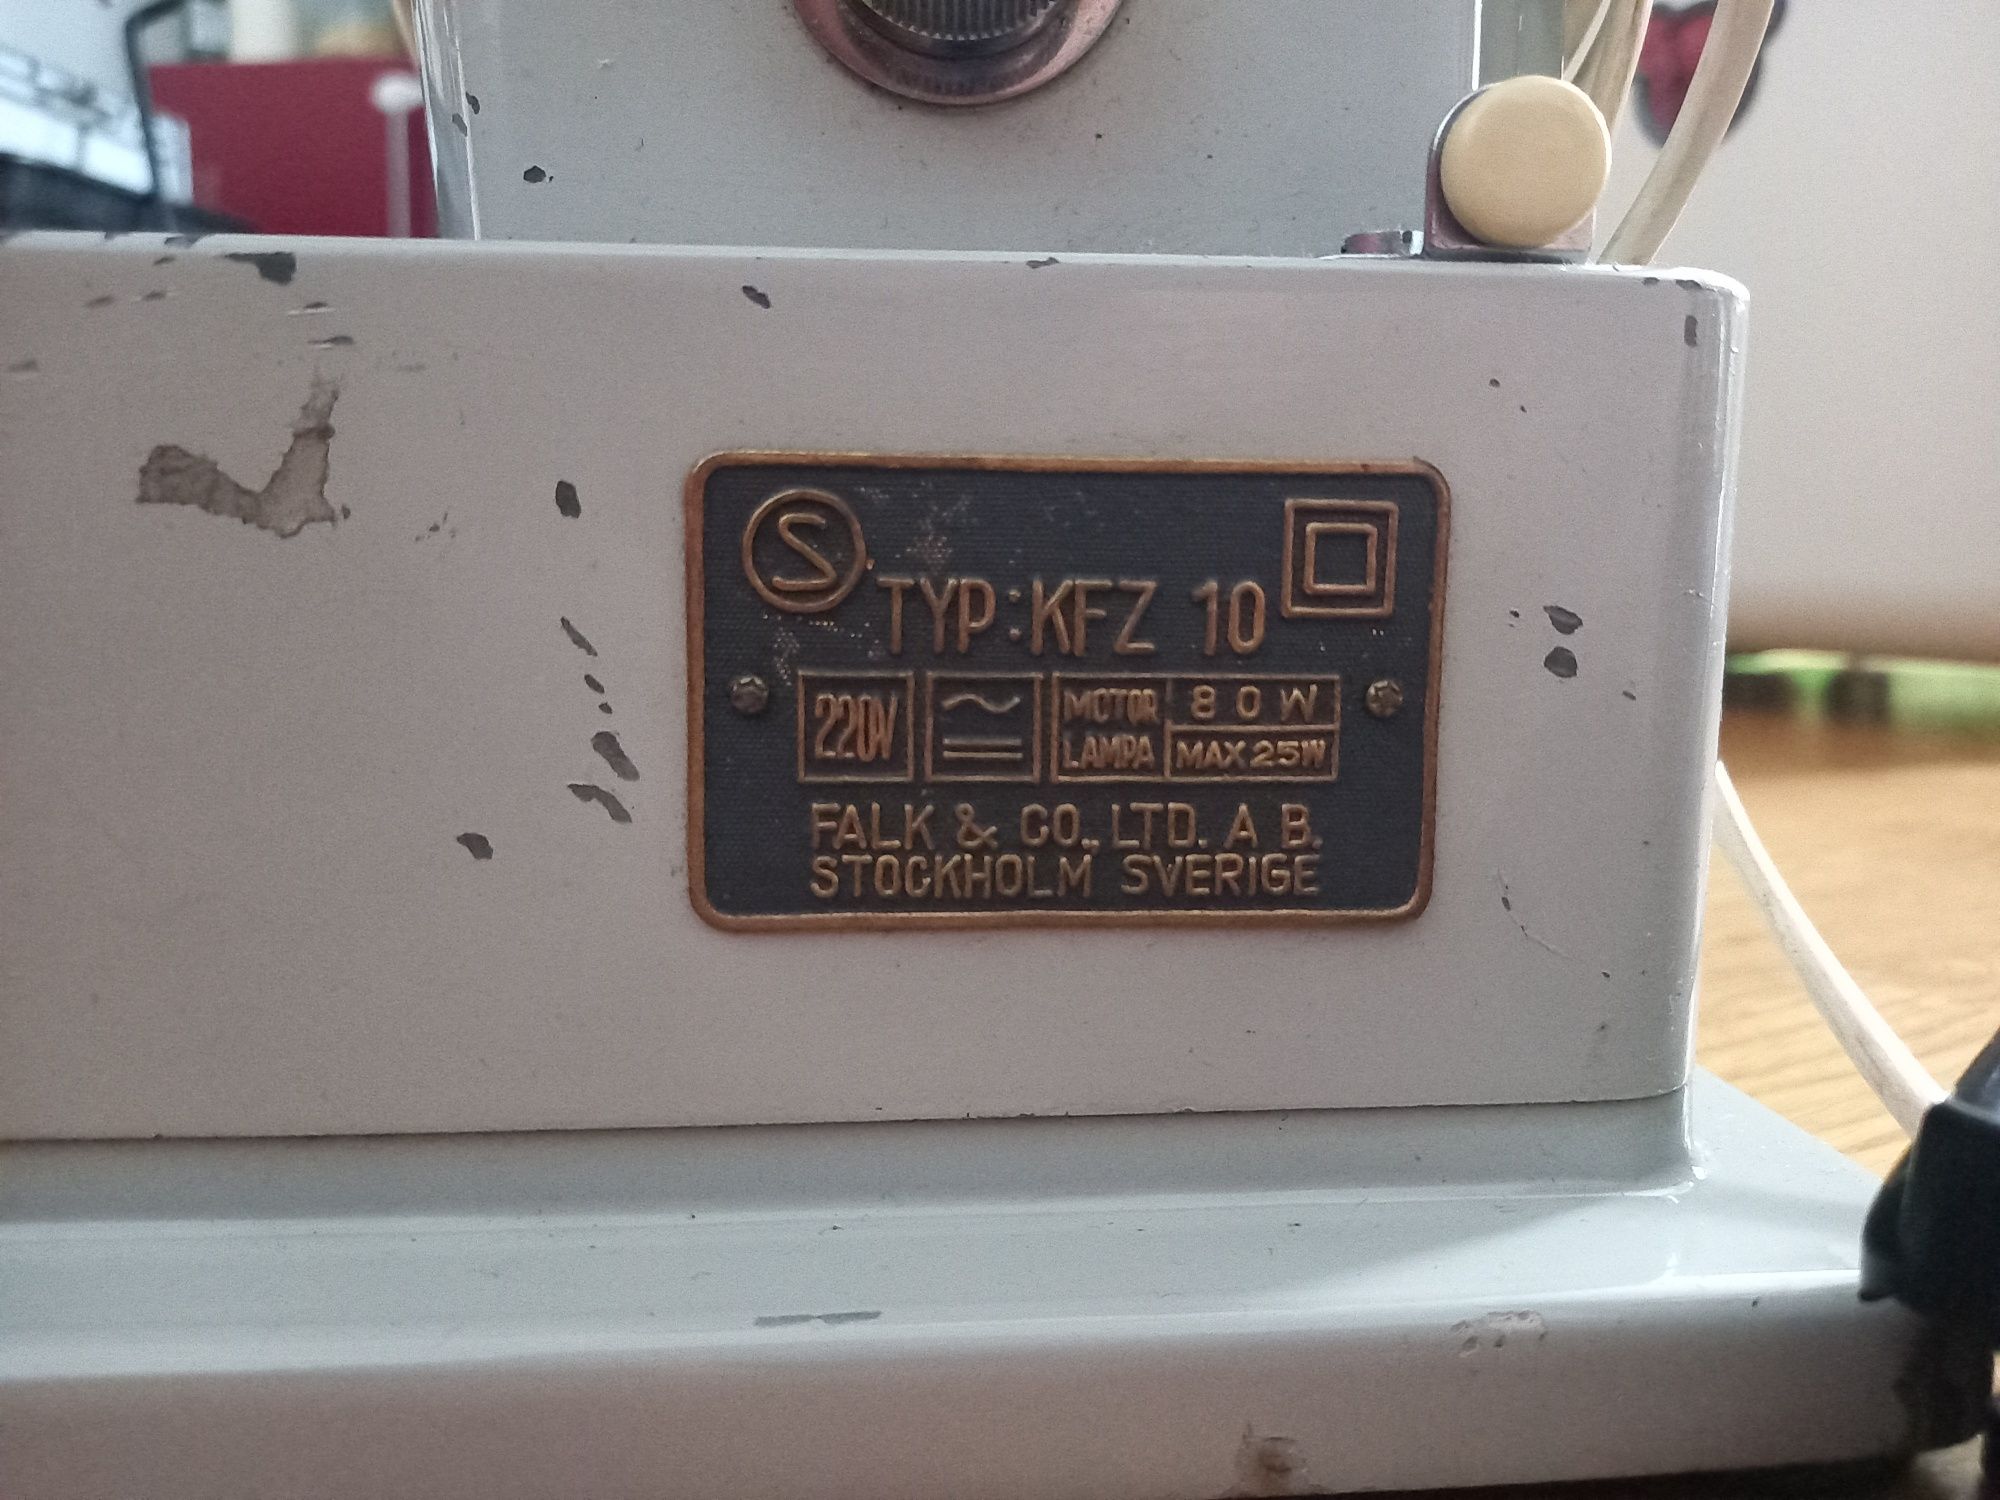 S
TYP:KFZ 10
220V
MOTOR 80W
LAMPA MAX 25W
FALK & CO., LTD. A B.
STOCKHOLM SVERIGE